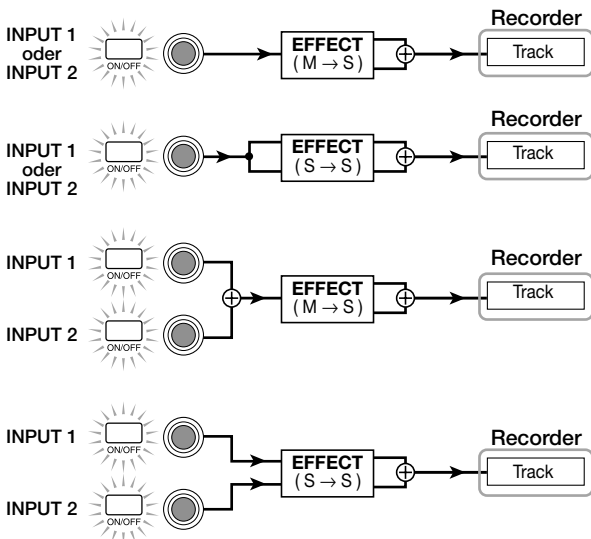 INPUT 1
oder
INPUT 2
ON/OFF
EFFECT
( M → S )
Recorder
Track
INPUT 1
oder
INPUT 2
ON/OFF
EFFECT
( S → S )
Recorder
Track
INPUT 1
ON/OFF
INPUT 2
ON/OFF
EFFECT
( M → S )
Recorder
Track
INPUT 1
ON/OFF
INPUT 2
ON/OFF
EFFECT
( S → S )
Recorder
Track